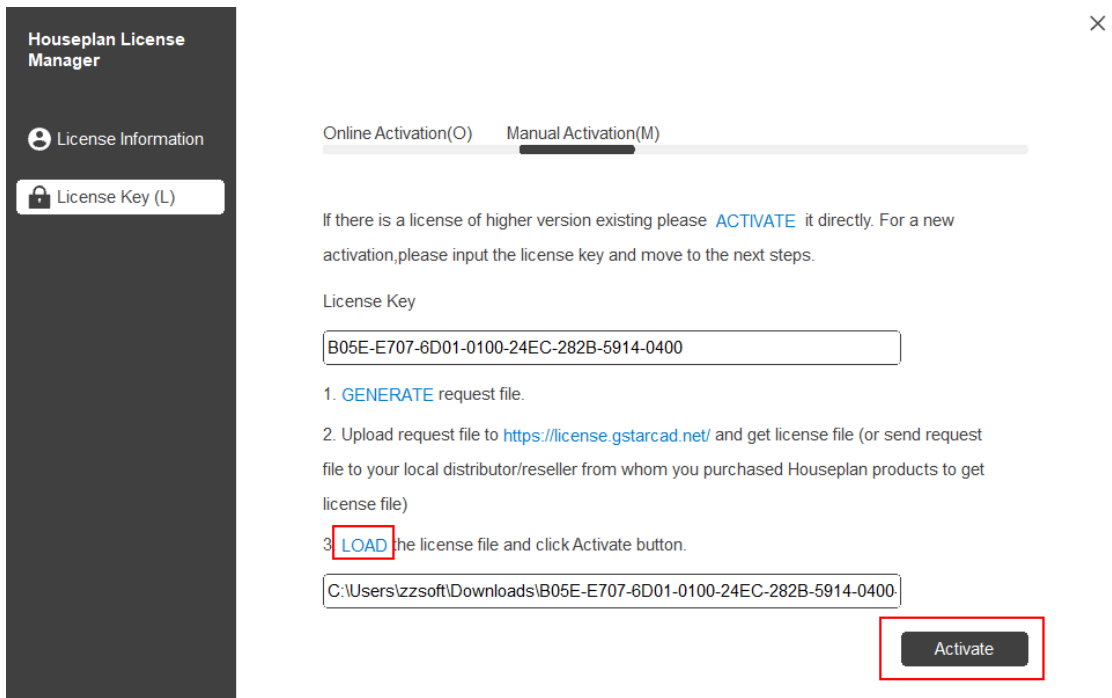 Houseplan License
Manager
License Information
License Key (L)
Online Activation(O) Manual Activation(M)
If there is a license of higher version existing please ACTIVATE it directly. For a new
activation,please input the license key and move to the next steps.
License Key
B05E-E707-6D01-0100-24EC-282B-5914-0400
1. GENERATE request file.
2. Upload request file to https://license.gstarcad.net/ and get license file (or send request
file to your local distributor/reseller from whom you purchased Houseplan products to get
license file)
3. LOAD the license file and click Activate button.
C:\Users\zzsoft\Downloads\B05E-E707-6D01-0100-24EC-282B-5914-0400-
Activate